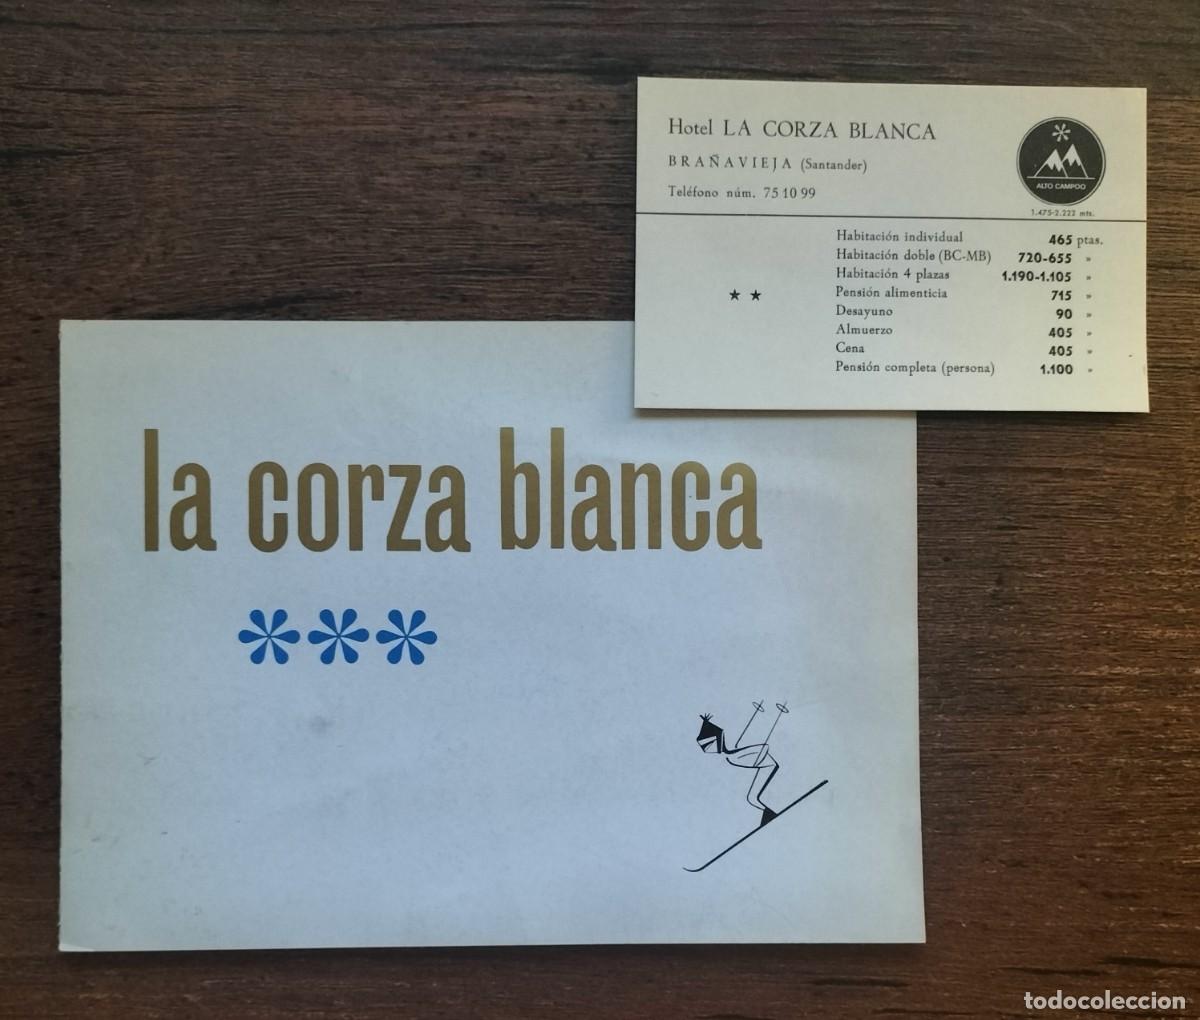 Hotel LA CORZA BLANCA
BRAÑAVIEJA (Santander)
Teléfono núm. 75 10 99
ALTO CAMPOO
1.475-2.222 mts.
Habitación individual 465 ptas.
Habitación doble (BC-MB) 720-655 »
Habitación 4 plazas 1.190-1.105 »
Pensión alimenticia 715 »
Desayuno 90 »
Almuerzo 405 »
Cena 405 »
Pensión completa (persona) 1.100 »
la corza blanca
todocoleccion